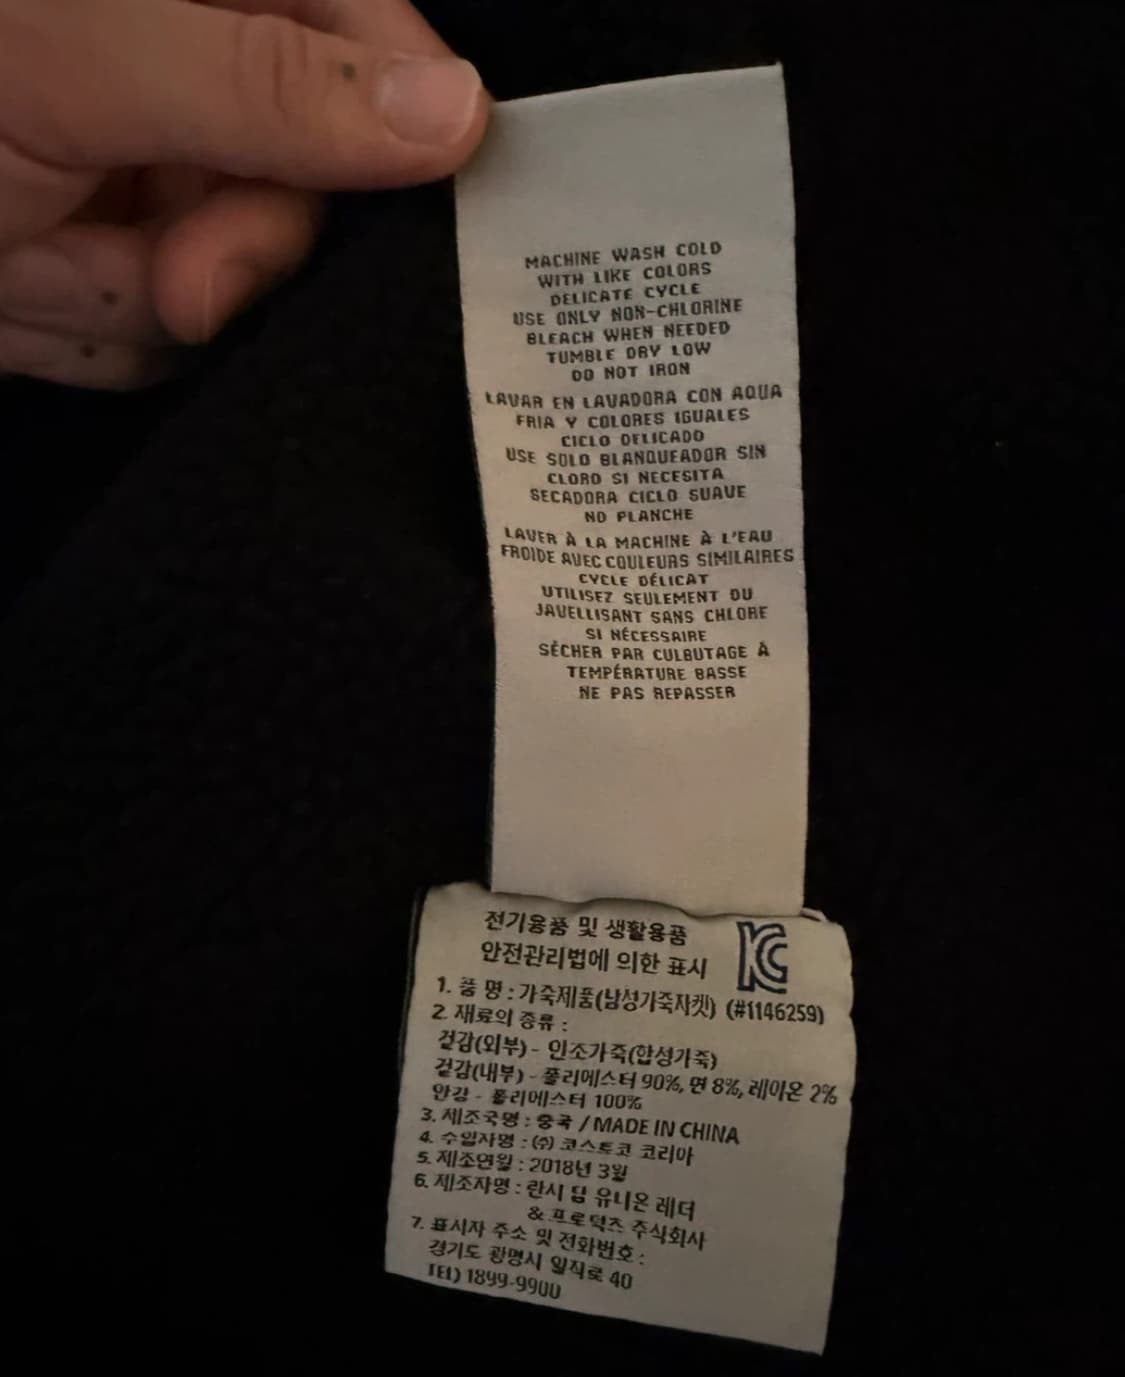 MACHINE WASH COLD
WITH LIKE COLORS
DELICATE CYCLE
USE ONLY NON-CHLORINE
BLEACH WHEN NEEDED
TUMBLE DRY LOW
DO NOT IRON
LAVAR EN LAVADORA CON AQUA
FRIA Y COLORES IGUALES
CICLO DELICADO
USE SOLO BLANQUEADOR SIN
CLORO SI NECESITA
SECADORA CICLO SUAVE
NO PLANCHE
LAVER À LA MACHINE À L'EAU
FROIDE AVEC COULEURS SIMILAIRES
CYCLE DÉLICAT
UTILISEZ SEULEMENT DU
JAVELLISANT SANS CHLORE
SI NÉCESSAIRE
SÉCHER PAR CULBUTAGE À
TEMPÉRATURE BASSE
NE PAS REPASSER
전기용품 및 생활용품
안전관리법에 의한 표시
KC
1. 품 명 : 가죽제품(남성가죽자켓) (#1146259)
2. 재료의 종류 :
겉감(외부) - 인조가죽(합성가죽)
겉감(내부) - 폴리에스터 90%, 면 8%, 레이온 2%
안감 - 폴리에스터 100%
3. 제조국명 : 중국 / MADE IN CHINA
4. 수입자명 : (주) 코스트코 코리아
5. 제조연월 : 2018년 3월
6. 제조자명 : 란시 딥 유니온 레더
& 프로덕츠 주식회사
7. 표시자 주소 및 전화번호 :
경기도 광명시 일직로 40
TEL) 1899-9900